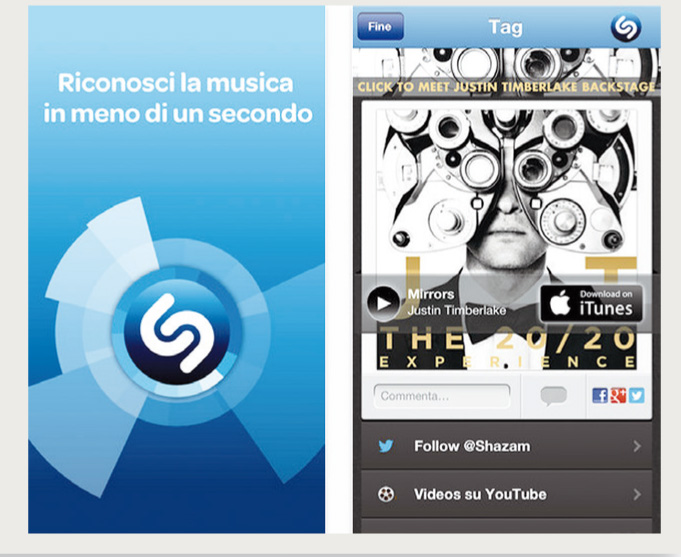 Riconosci la musica
in meno di un secondo
Fine
Tag
CLICK TO MEET JUSTIN TIMBERLAKE BACKSTAGE
J T
Mirrors
Justin Timberlake
Download on
iTunes
THE 20/20
EXPERIENCE
Commenta...
Follow @Shazam
Videos su YouTube